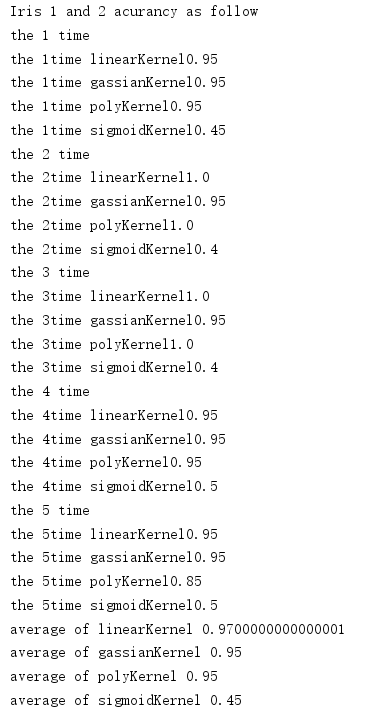 Iris 1 and 2 acurancy as follow
the 1 time
the 1time linearKernel0.95
the 1time gassianKernel0.95
the 1time polyKernel0.95
the 1time sigmoidKernel0.45
the 2 time
the 2time linearKernel1.0
the 2time gassianKernel0.95
the 2time polyKernel1.0
the 2time sigmoidKernel0.4
the 3 time
the 3time linearKernel1.0
the 3time gassianKernel0.95
the 3time polyKernel1.0
the 3time sigmoidKernel0.4
the 4 time
the 4time linearKernel0.95
the 4time gassianKernel0.95
the 4time polyKernel0.95
the 4time sigmoidKernel0.5
the 5 time
the 5time linearKernel0.95
the 5time gassianKernel0.95
the 5time polyKernel0.85
the 5time sigmoidKernel0.5
average of linearKernel 0.9700000000000001
average of gassianKernel 0.95
average of polyKernel 0.95
average of sigmoidKernel 0.45